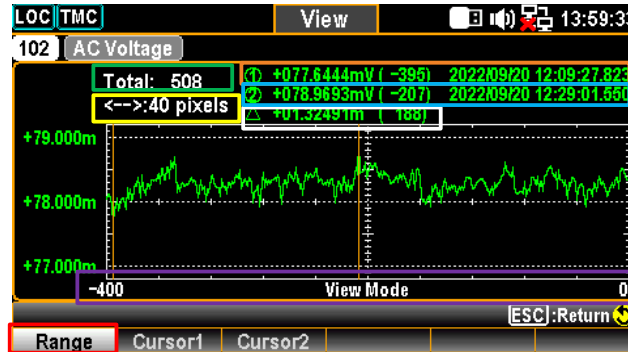 LOC TMC View 13:59:33
102 AC Voltage
Total: 508
<-->:40 pixels
① +077.6444mV ( -395) 2022/09/20 12:09:27.823
② +078.9693mV ( -207) 2022/09/20 12:29:01.550
△ +01.32491m ( 188)
+79.000m
+78.000m
+77.000m
-400 View Mode 0
[ESC]:Return
Range Cursor1 Cursor2